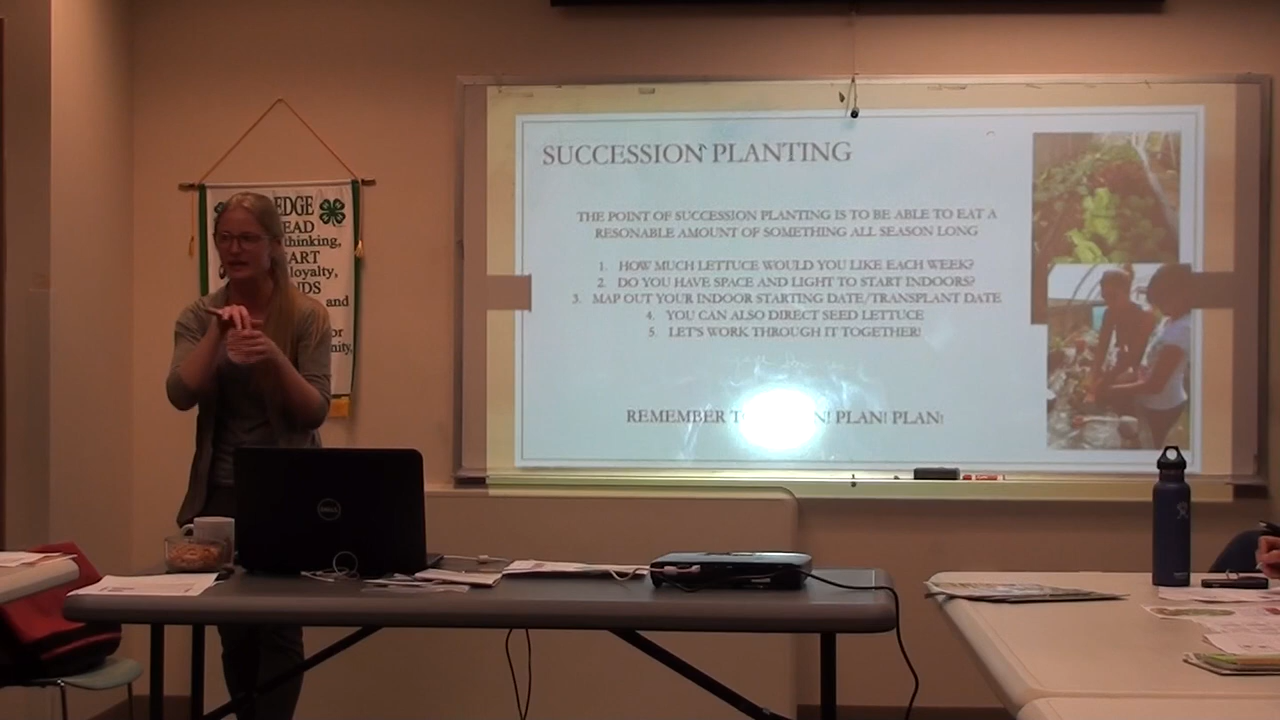 SUCCESSION PLANTING
THE POINT OF SUCCESSION PLANTING IS TO BE ABLE TO EAT A
RESONABLE AMOUNT OF SOMETHING ALL SEASON LONG
1. HOW MUCH LETTUCE WOULD YOU LIKE EACH WEEK?
2. DO YOU HAVE SPACE AND LIGHT TO START INDOORS?
3. MAP OUT YOUR INDOOR STARTING DATE/TRANSPLANT DATE
4. YOU CAN ALSO DIRECT SEED LETTUCE
5. LET'S WORK THROUGH IT TOGETHER!
REMEMBER PLAN! PLAN!
EDGE
EAD
thinking,
ART
loyalty,
NDS
and
or
nity,
DELL